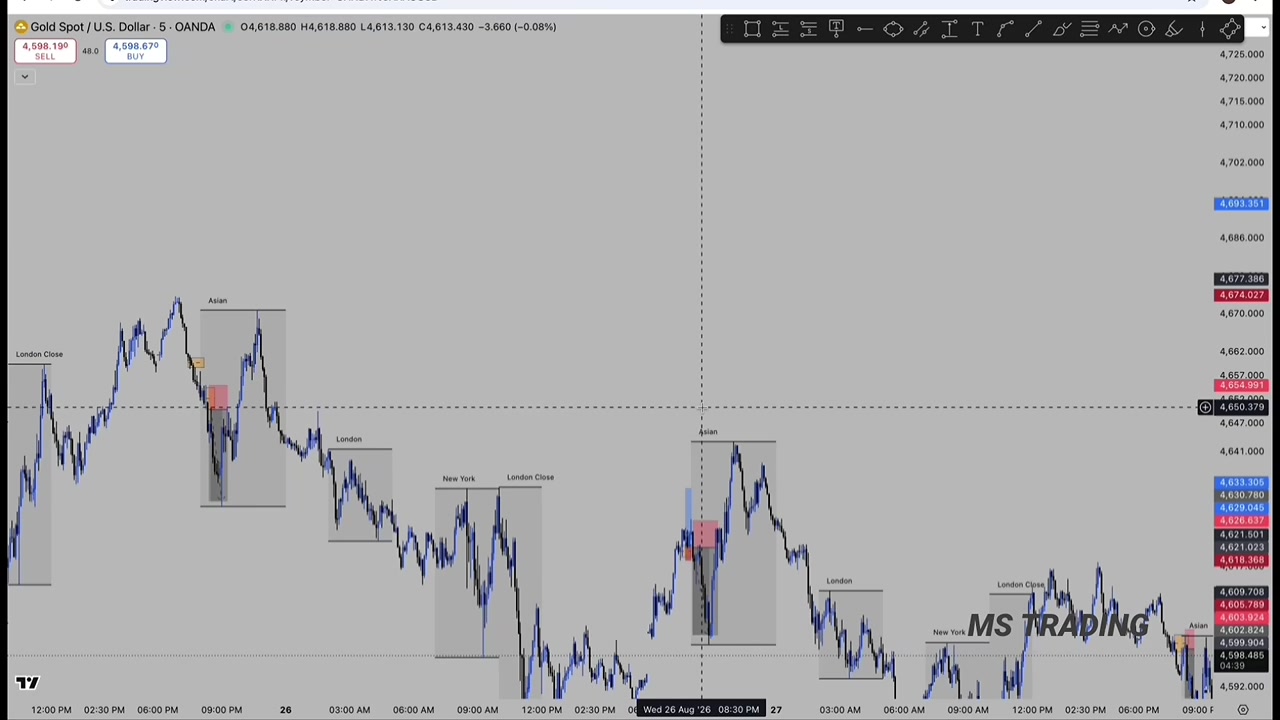 Gold Spot / U.S. Dollar · 5 · OANDA O4,618.880 H4,618.880 L4,613.130 C4,613.430 −3.660 (−0.08%)
4,598.190 SELL 48.0 4,598.670 BUY
4,725.000
4,720.000
4,715.000
4,710.000
4,702.000
4,693.351
4,686.000
4,677.386
4,674.027
4,670.000
4,662.000
4,657.000
4,654.991
4,650.379
4,647.000
4,641.000
4,633.305
4,630.780
4,629.045
4,626.637
4,621.501
4,621.023
4,618.368
4,609.708
4,605.789
4,603.924
4,602.824
4,599.904
4,598.485
04:39
4,592.000
Asian
London Close
London
New York
London Close
Asian
London
London Close
New York
Asian
MS TRADING
12:00 PM 02:30 PM 06:00 PM 09:00 PM 26 03:00 AM 06:00 AM 09:00 AM 12:00 PM 02:30 PM Wed 26 Aug '26 08:30 PM 27 03:00 AM 06:00 AM 09:00 AM 12:00 PM 02:30 PM 06:00 PM 09:00 P